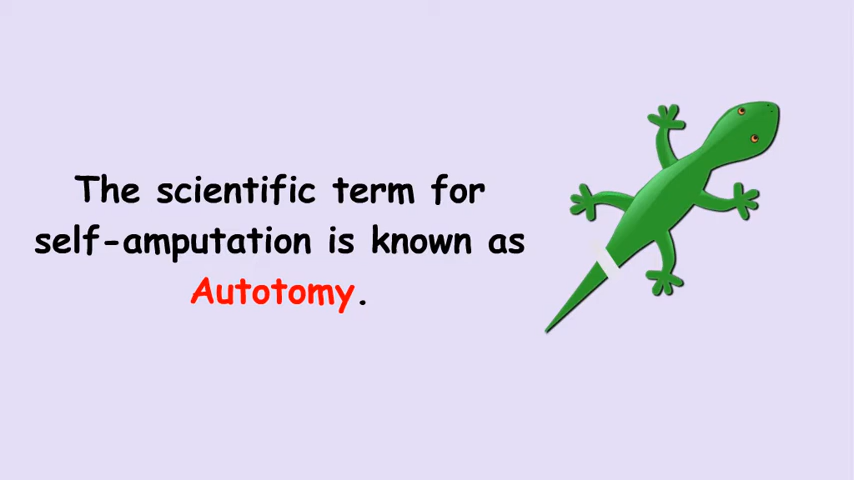 The scientific term for
self-amputation is known as
Autotomy.